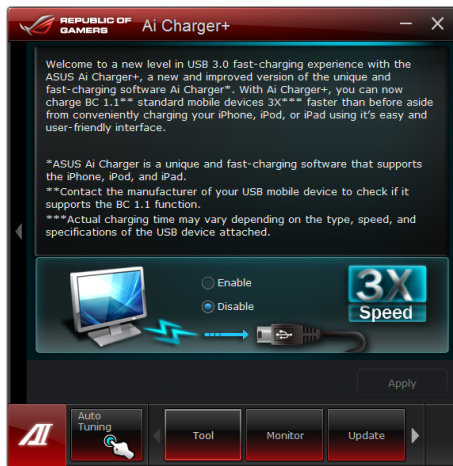 REPUBLIC OF
GAMERS
Ai Charger+
Welcome to a new level in USB 3.0 fast-charging experience with the
ASUS Ai Charger+, a new and improved version of the unique and
fast-charging software Ai Charger*. With Ai Charger+, you can now
charge BC 1.1** standard mobile devices 3X*** faster than before aside
from conveniently charging your iPhone, iPod, or iPad using it's easy and
user-friendly interface.
*ASUS Ai Charger is a unique and fast-charging software that supports
the iPhone, iPod, and iPad.
**Contact the manufacturer of your USB mobile device to check if it
supports the BC 1.1 function.
***Actual charging time may vary depending on the type, speed, and
specifications of the USB device attached.
Enable
Disable
3X
Speed
Apply
AI
Auto
Tuning
Tool
Monitor
Update